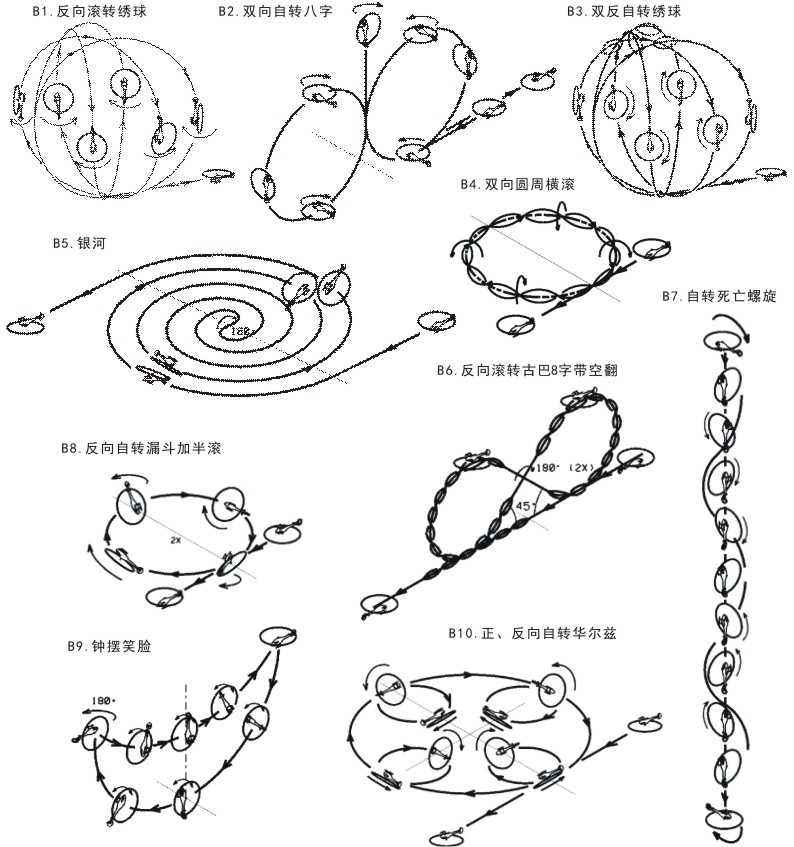 B1.反向滚转绣球
B2.双向自转八字
B3.双反自转绣球
B4.双向圆周横滚
B5.银河
180°
B7.自转死亡螺旋
B6.反向滚转古巴8字带空翻
180° (2X)
45°
B8.反向自转漏斗加半滚
2X
B9.钟摆笑脸
180°
B10.正、反向自转华尔兹